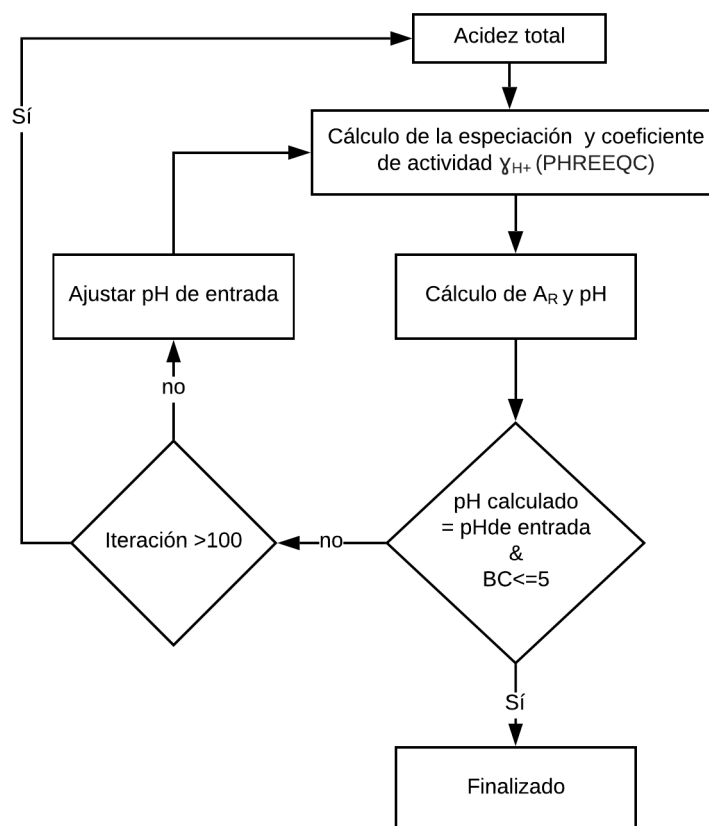 Acidez total
Sí
Cálculo de la especiación y coeficiente
de actividad ɣH+ (PHREEQC)
Ajustar pH de entrada
Cálculo de AR y pH
no
pH calculado
= pHde entrada
&
BC<=5
Iteración >100
no
Sí
Finalizado